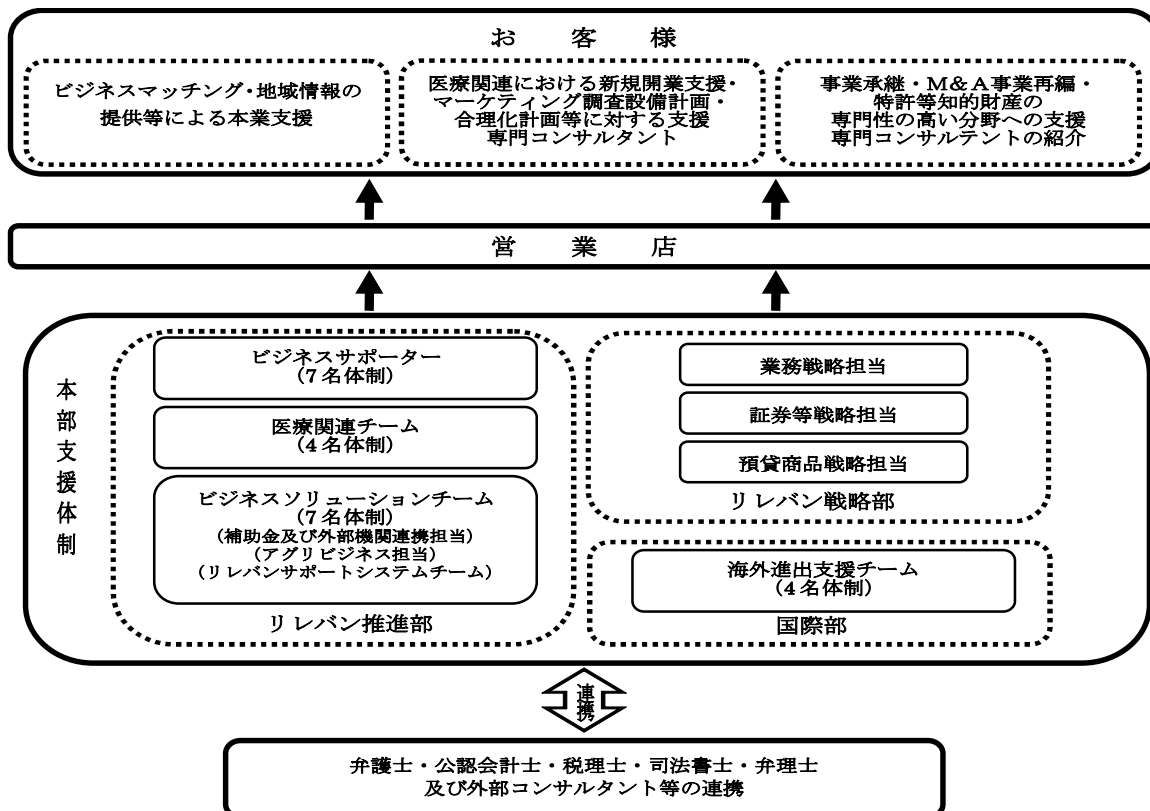 お客様
ビジネスマッチング・地域情報の
提供等による本業支援
医療関連における新規開業支援・
マーケティング調査設備計画・
合理化計画等に対する支援
専門コンサルタント
事業承継・M&A事業再編・
特許等知的財産の
専門性の高い分野への支援
専門コンサルテントの紹介
営業店
本部支援体制
ビジネスサポーター
(7名体制)
医療関連チーム
(4名体制)
ビジネスソリューションチーム
(7名体制)
(補助金及び外部機関連携担当)
(アグリビジネス担当)
(リレバンサポートシステムチーム)
リレバン推進部
業務戦略担当
証券等戦略担当
預貸商品戦略担当
リレバン戦略部
海外進出支援チーム
(4名体制)
国際部
連携
弁護士・公認会計士・税理士・司法書士・弁理士
及び外部コンサルタント等の連携